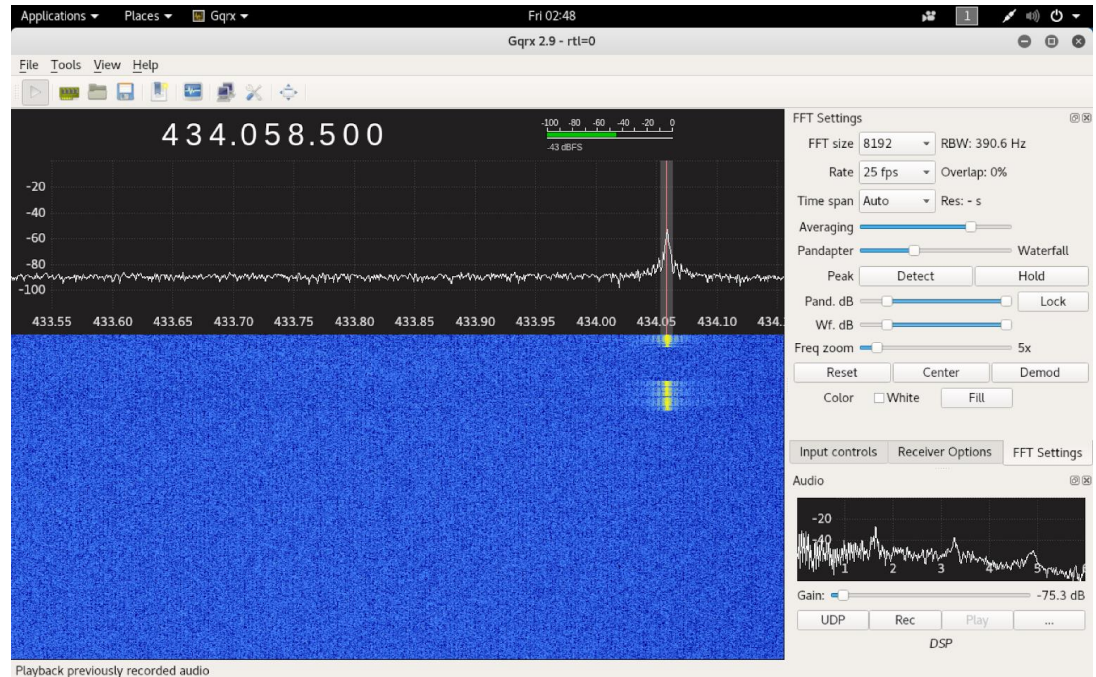 Applications Places Gqrx Fri 02:48 1
Gqrx 2.9 - rtl=0
File Tools View Help
434.058.500
-100 -80 -60 -40 -20 0
-43 dBFS
-20
-40
-60
-80
-100
433.55 433.60 433.65 433.70 433.75 433.80 433.85 433.90 433.95 434.00 434.05 434.10 434.
FFT Settings
FFT size 8192 RBW: 390.6 Hz
Rate 25 fps Overlap: 0%
Time span Auto Res: - s
Averaging
Pandapter Waterfall
Peak Detect Hold
Pand. dB Lock
Wf. dB
Freq zoom 5x
Reset Center Demod
Color White Fill
Input controls Receiver Options FFT Settings
Audio
-20
-40
1 2 3 4 5
Gain: -75.3 dB
UDP Rec Play ...
DSP
Playback previously recorded audio